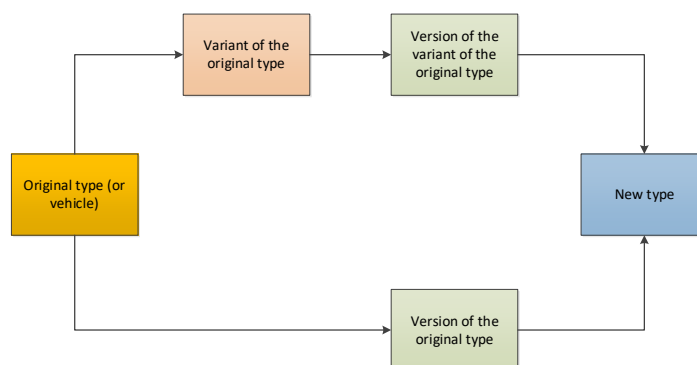 Variant of the
original type
Version of the
variant of the
original type
Original type (or
vehicle)
New type
Version of the
original type